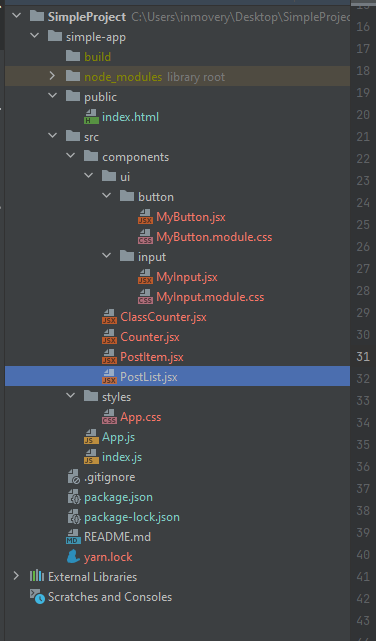 SimpleProject C:\Users\inmovery\Desktop\SimpleProjec
simple-app
build
node_modules library root
public
index.html
src
components
ui
button
MyButton.jsx
MyButton.module.css
input
MyInput.jsx
MyInput.module.css
ClassCounter.jsx
Counter.jsx
PostItem.jsx
PostList.jsx
styles
App.css
App.js
index.js
.gitignore
package.json
package-lock.json
README.md
yarn.lock
External Libraries
Scratches and Consoles
16
17
18
19
20
21
22
23
24
25
26
27
28
29
30
31
32
33
34
35
36
37
38
39
40
41
42
43